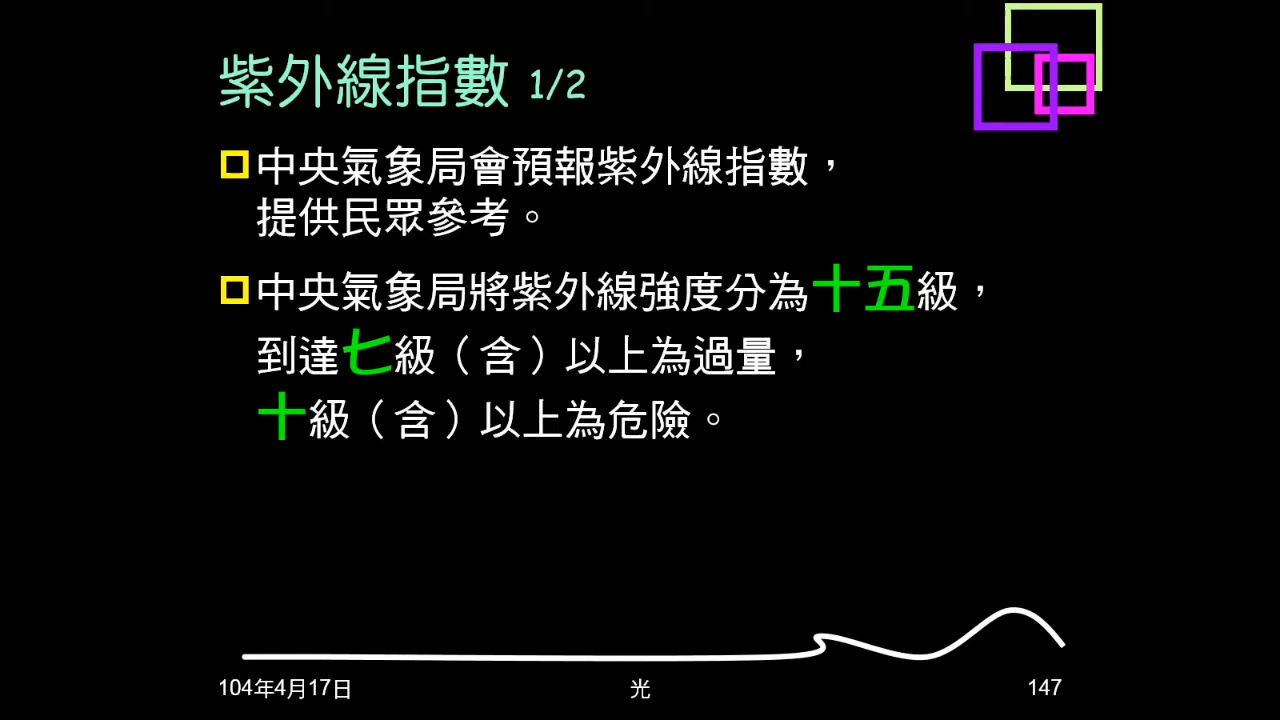 紫外線指數 1/2
中央氣象局會預報紫外線指數，
提供民眾參考。
中央氣象局將紫外線強度分為十五級，
到達七級（含）以上為過量，
十級（含）以上為危險。
104年4月17日
光
147